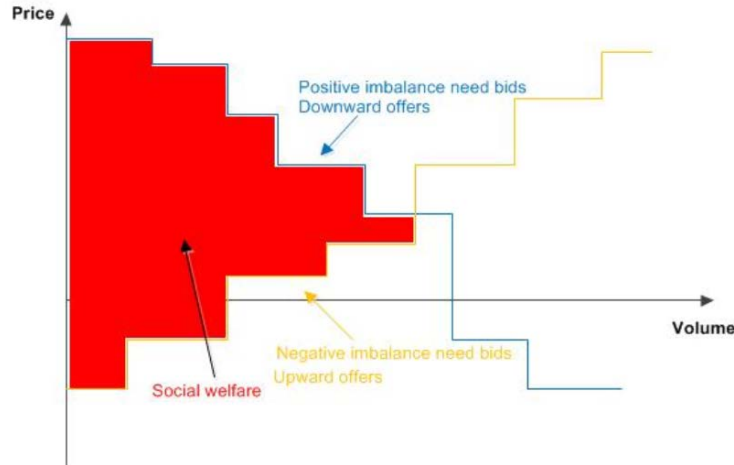 Price
Positive imbalance need bids
Downward offers
Volume
Negative imbalance need bids
Upward offers
Social welfare